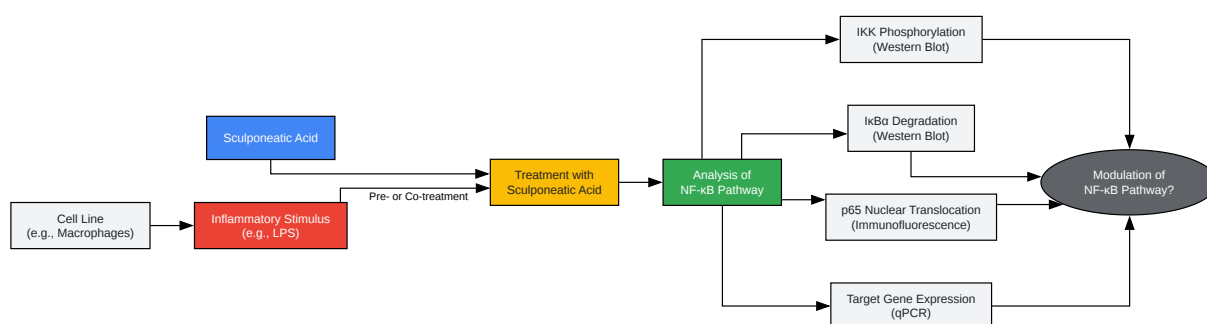 IKK Phosphorylation
(Western Blot)
Sculponeatic Acid
IκBα Degradation
(Western Blot)
Treatment with
Sculponeatic Acid
Analysis of
NF-κB Pathway
Modulation of
NF-κB Pathway?
Pre- or Co-treatment
Cell Line
(e.g., Macrophages)
Inflammatory Stimulus
(e.g., LPS)
p65 Nuclear Translocation
(Immunofluorescence)
Target Gene Expression
(qPCR)